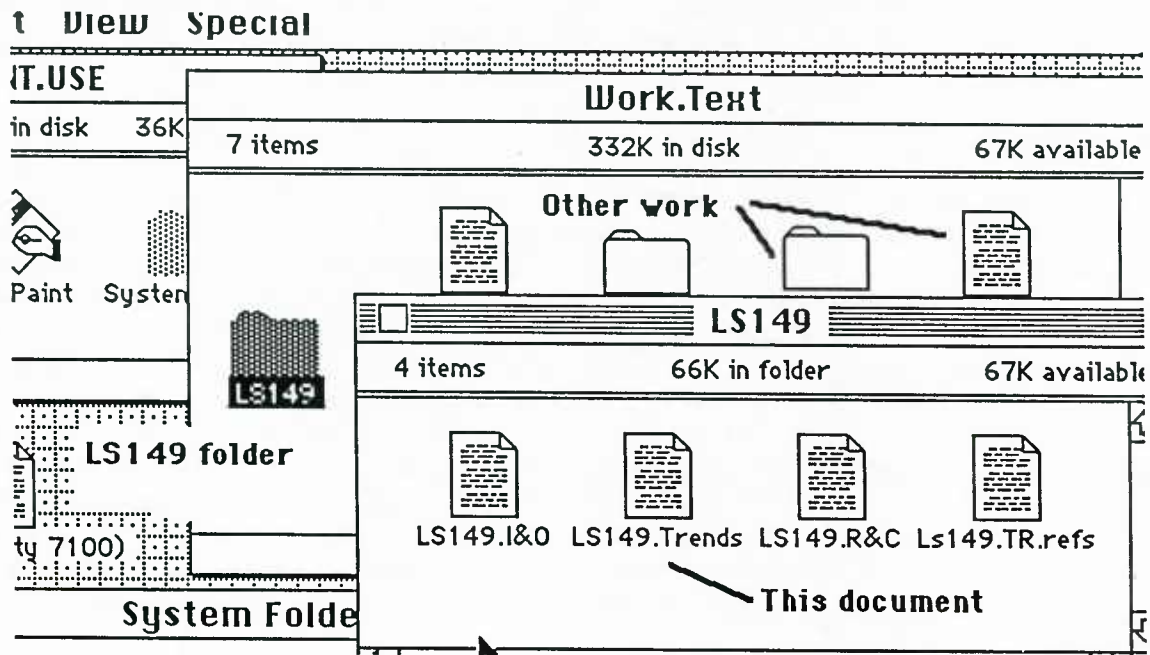 t View Special
NT.USE
in disk 36K
Work.Text
7 items 332K in disk 67K available
Other work
Paint System
LS149
4 items 66K in folder 67K available
LS149
LS149 folder
LS149.I&O LS149.Trends LS149.R&C Ls149.TR.refs
ty 7100)
This document
System Folde